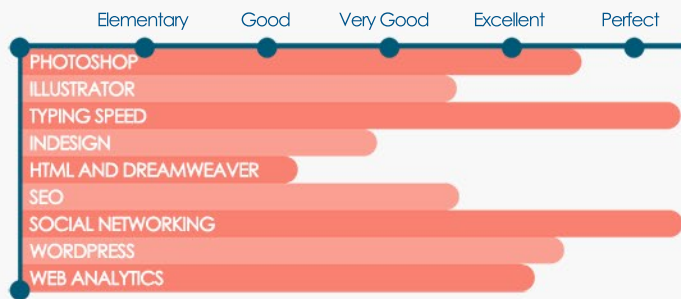 Elementary Good Very Good Excellent Perfect
PHOTOSHOP
ILLUSTRATOR
TYPING SPEED
INDESIGN
HTML AND DREAMWEAVER
SEO
SOCIAL NETWORKING
WORDPRESS
WEB ANALYTICS